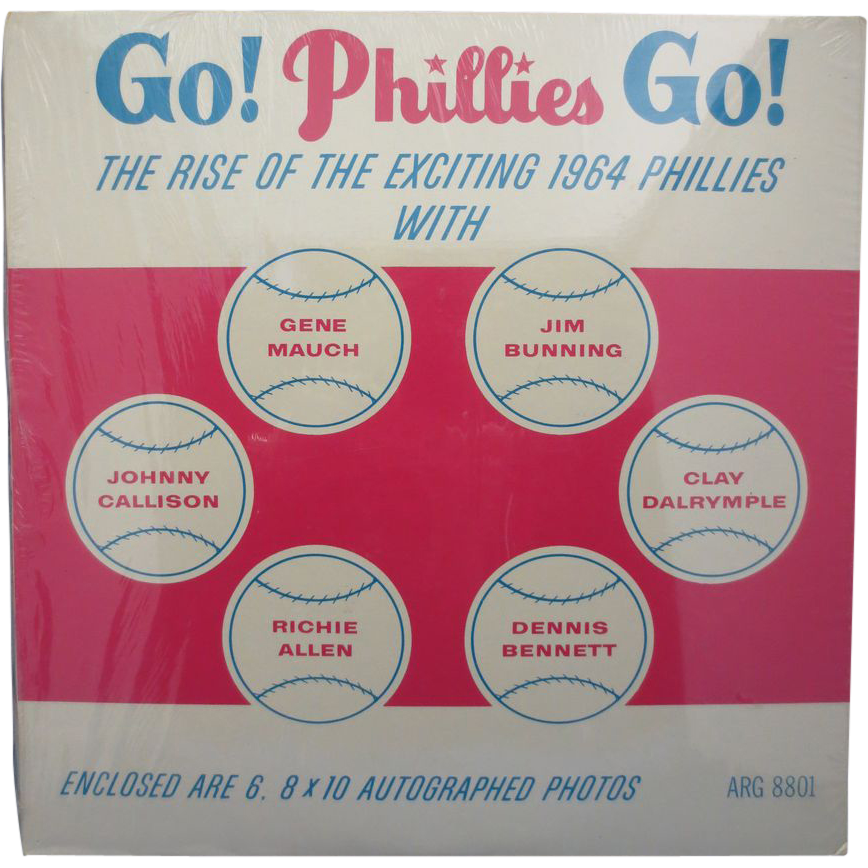 Go! Phillies Go!
THE RISE OF THE EXCITING 1964 PHILLIES
WITH
GENE
MAUCH
JIM
BUNNING
JOHNNY
CALLISON
CLAY
DALRYMPLE
RICHIE
ALLEN
DENNIS
BENNETT
ENCLOSED ARE 6, 8 x 10 AUTOGRAPHED PHOTOS
ARG 8801